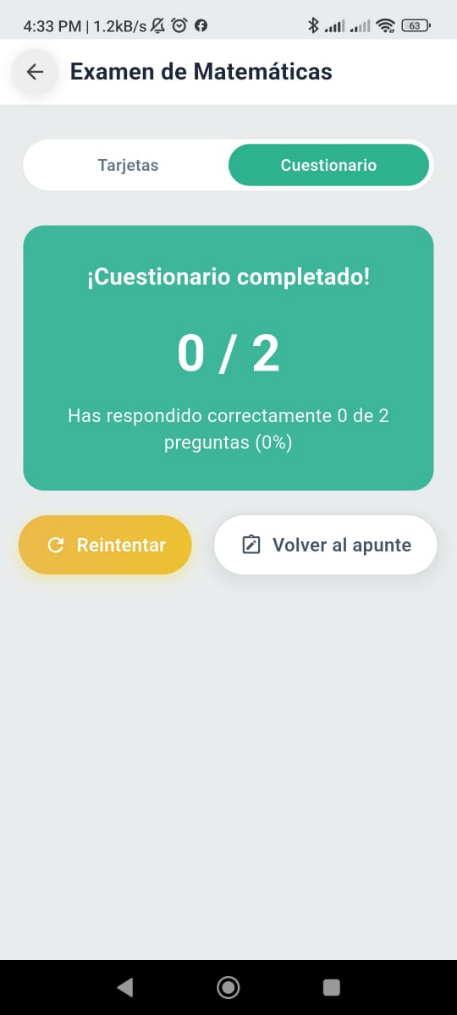 4:33 PM | 1.2kB/s
63
Examen de Matemáticas
Tarjetas
Cuestionario
¡Cuestionario completado!
0 / 2
Has respondido correctamente 0 de 2
preguntas (0%)
Reintentar
Volver al apunte